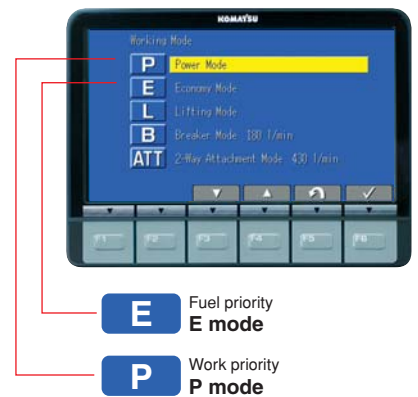 KOMATSU
Working Mode
P Power Mode
E Economy Mode
L Lifting Mode
B Breaker Mode 180 l/min
ATT 2-Way Attachment Mode 430 l/min
F1 F2 F3 F4 F5 F6
E Fuel priority
E mode
P Work priority
P mode